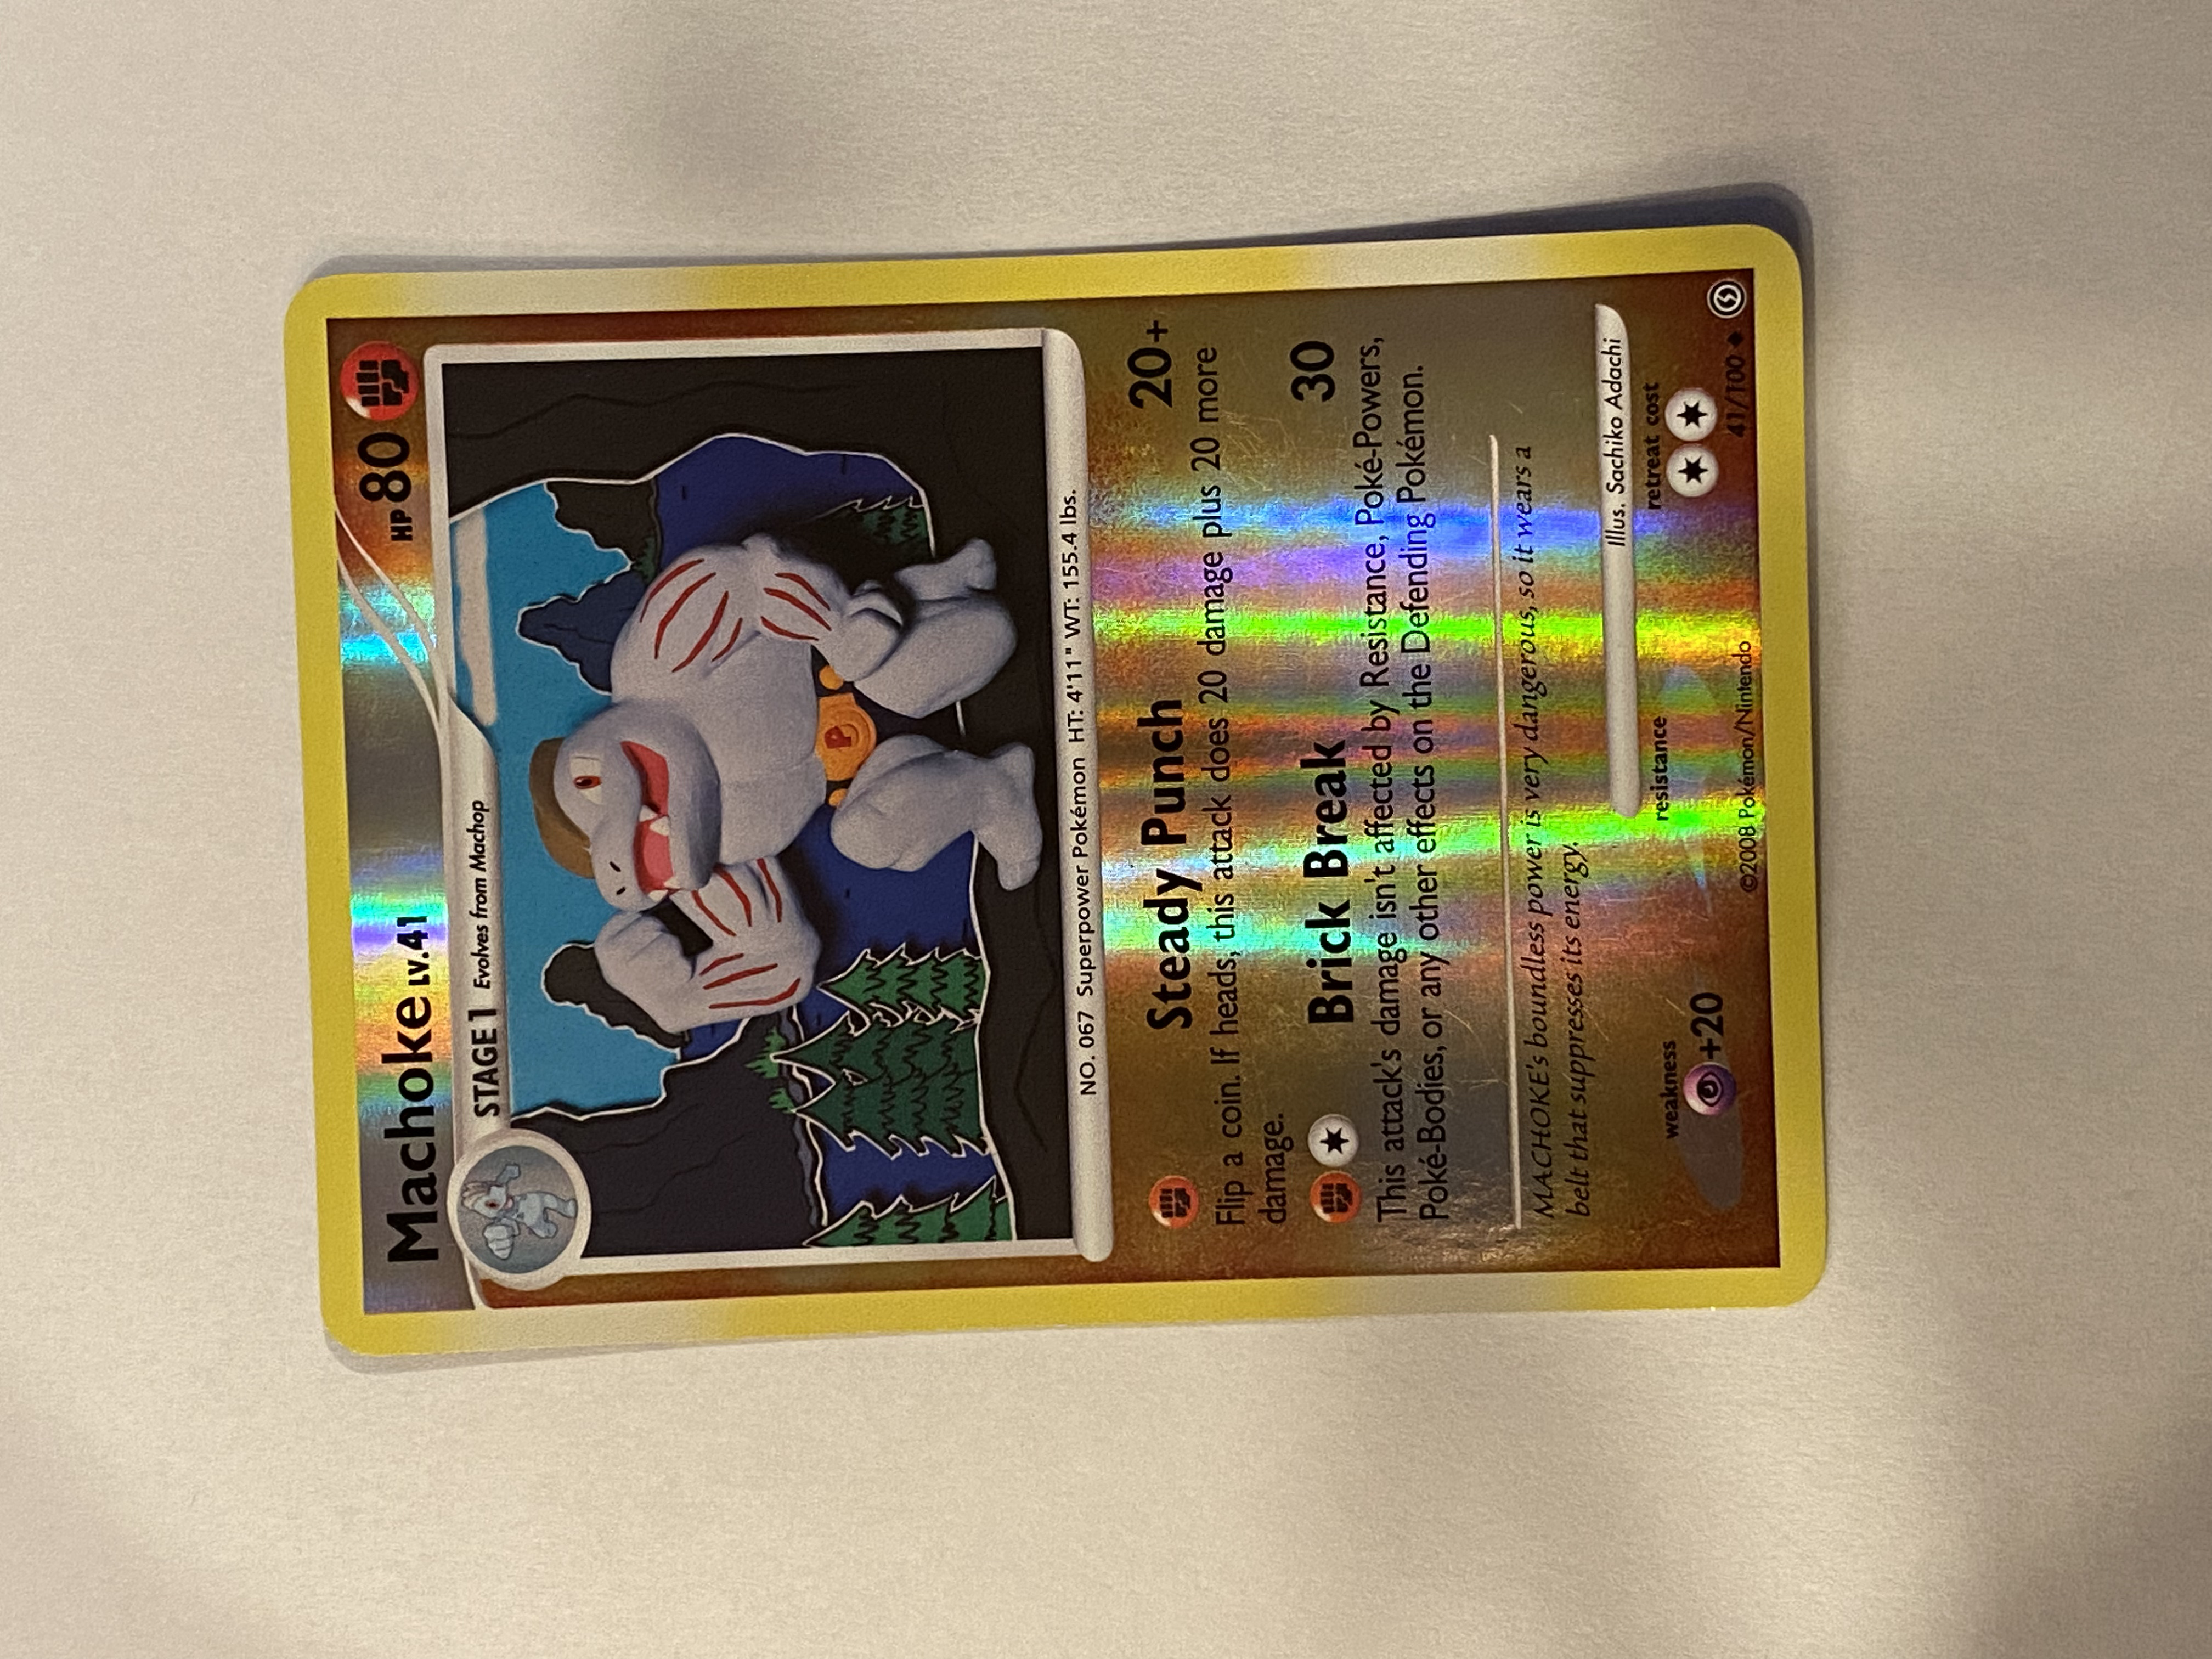 Machoke LV.41
HP 80
STAGE 1 Evolves from Machop
P
NO. 067 Superpower Pokémon HT: 4'11" WT: 155.4 lbs.
Steady Punch 20+
Flip a coin. If heads, this attack does 20 damage plus 20 more
damage.
Brick Break 30
This attack's damage isn't affected by Resistance, Poké-Powers,
Poké-Bodies, or any other effects on the Defending Pokémon.
MACHOKE's boundless power is very dangerous, so it wears a
belt that suppresses its energy.
Illus. Sachiko Adachi
weakness resistance retreat cost
+20
©2008 Pokémon/Nintendo 41/100